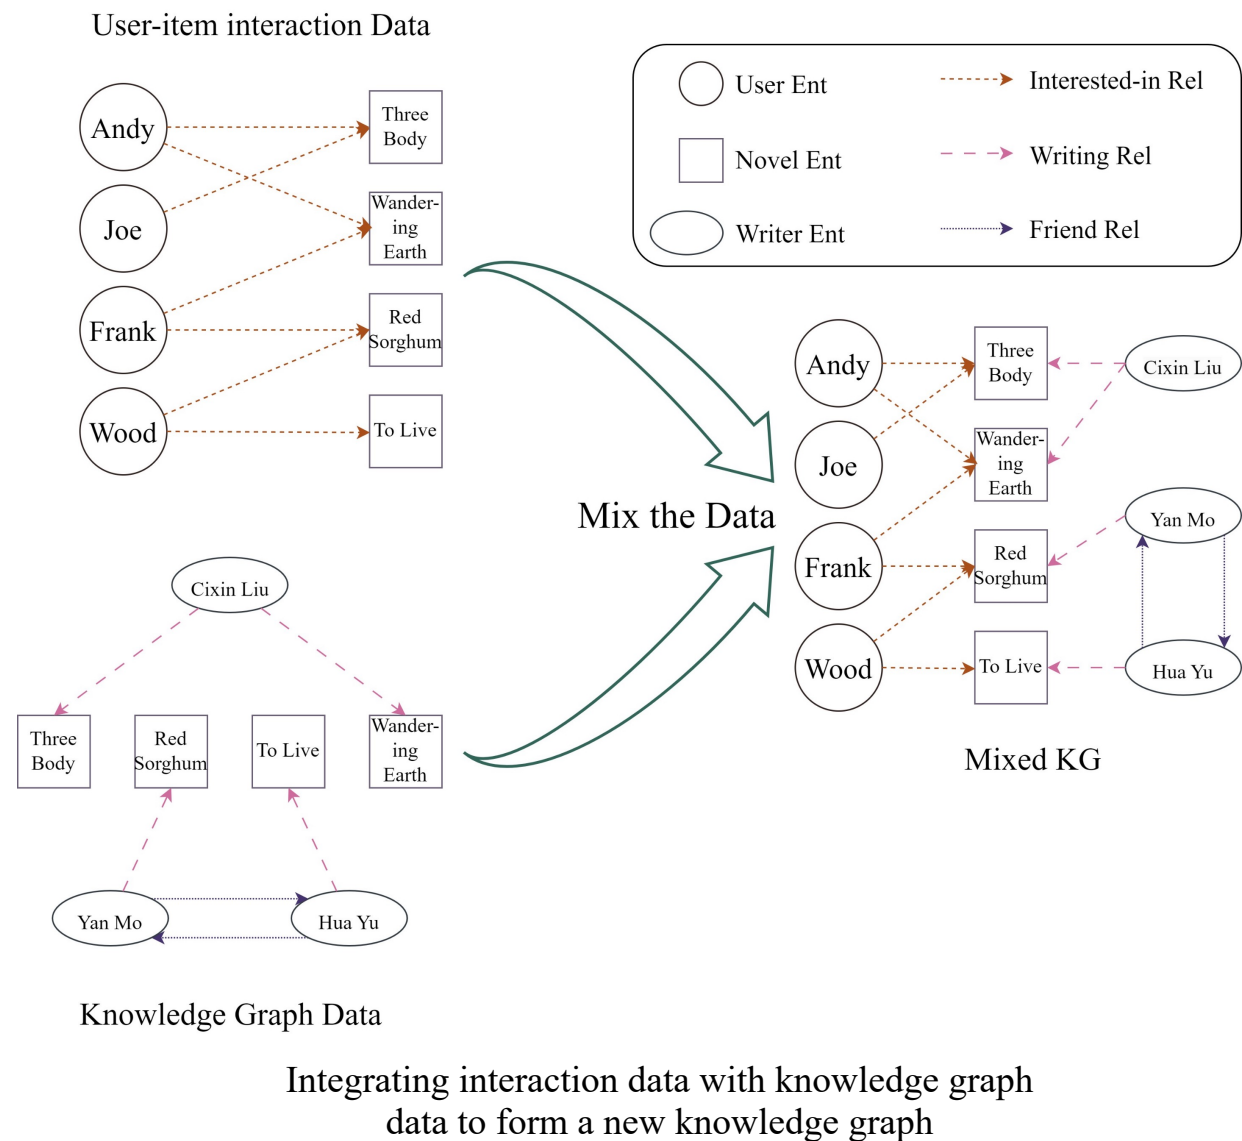 User-item interaction Data
Andy
Joe
Frank
Wood
Three
Body
Wander-
ing
Earth
Red
Sorghum
To Live
User Ent
Novel Ent
Writer Ent
Interested-in Rel
Writing Rel
Friend Rel
Mix the Data
Cixin Liu
Three
Body
Red
Sorghum
To Live
Wander-
ing
Earth
Yan Mo
Hua Yu
Knowledge Graph Data
Andy
Joe
Frank
Wood
Three
Body
Wander-
ing
Earth
Red
Sorghum
To Live
Cixin Liu
Yan Mo
Hua Yu
Mixed KG
Integrating interaction data with knowledge graph
data to form a new knowledge graph